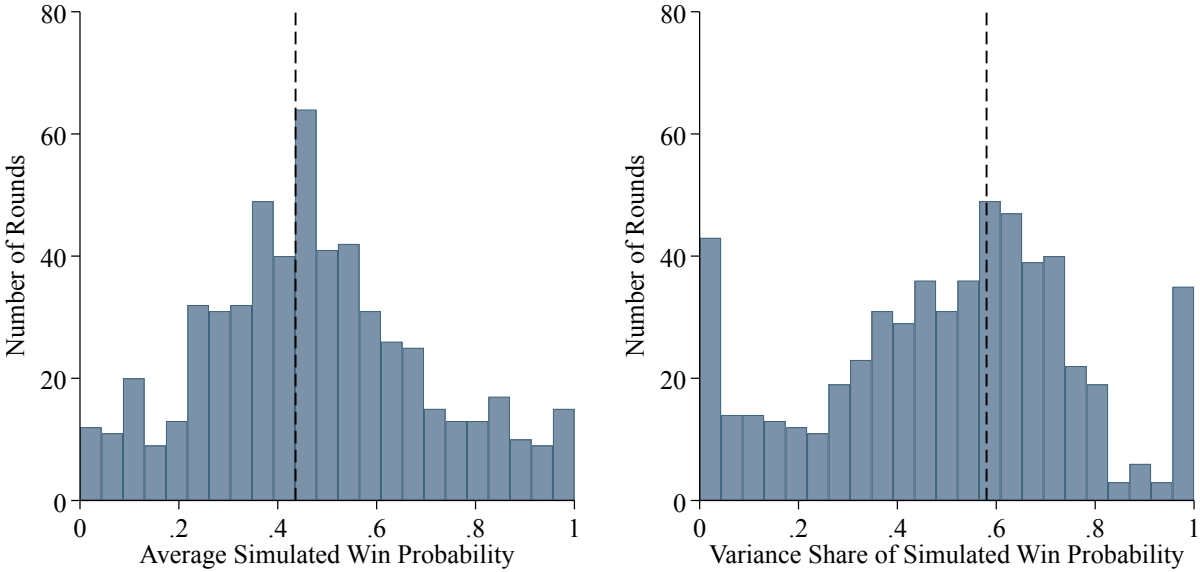 80
60
40
20
0
Number of Rounds
0 .2 .4 .6 .8 1
Average Simulated Win Probability
80
60
40
20
0
Number of Rounds
0 .2 .4 .6 .8 1
Variance Share of Simulated Win Probability